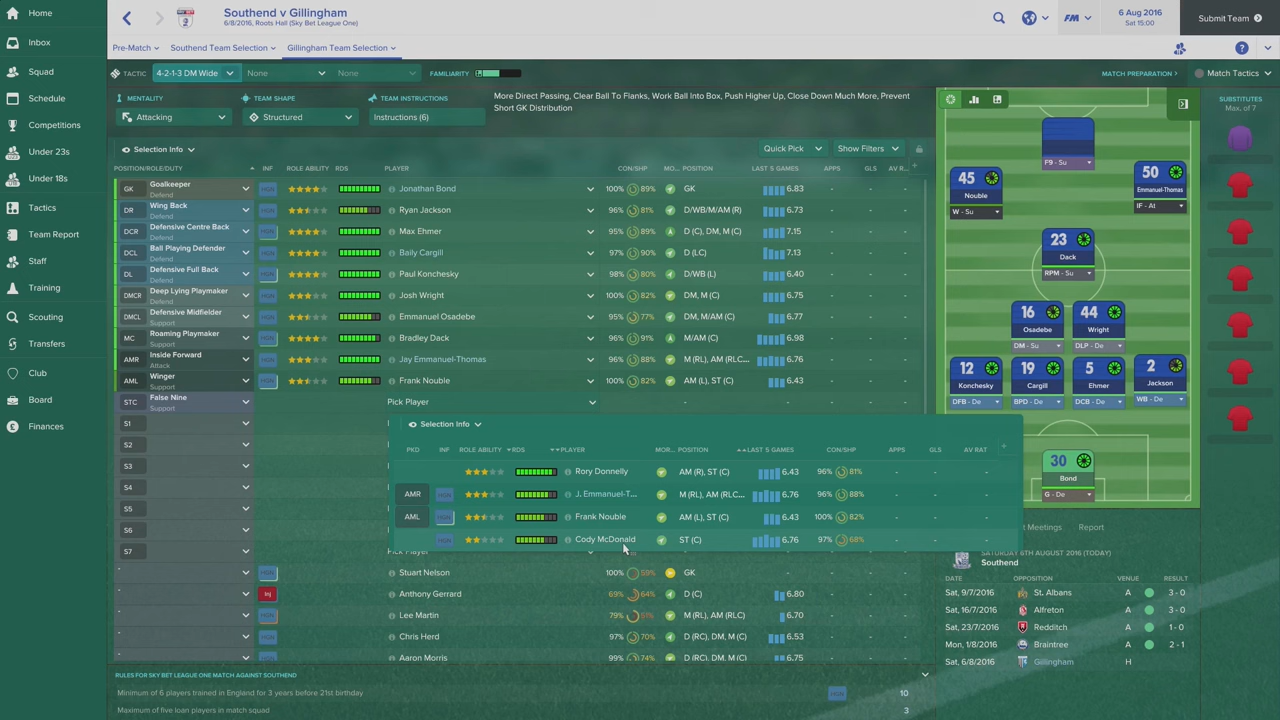 Home
Inbox
Squad
Schedule
Competitions
Under 23s
Under 18s
Tactics
Team Report
Staff
Training
Scouting
Transfers
Club
Board
Finances
Southend v Gillingham
6/8/2016, Roots Hall (Sky Bet League One)
FM
6 Aug 2016
Sat 15:00
Submit Team
Pre-Match
Southend Team Selection
Gillingham Team Selection
TACTIC
4-2-1-3 DM Wide
None
None
FAMILIARITY
MATCH PREPARATION
Match Tactics
MENTALITY
TEAM SHAPE
TEAM INSTRUCTIONS
Attacking
Structured
Instructions (6)
More Direct Passing, Clear Ball To Flanks, Work Ball Into Box, Push Higher Up, Close Down Much More, Prevent
Short GK Distribution
Selection Info
Quick Pick
Show Filters
POSITION/ROLE/DUTY INF ROLE ABILITY RDS PLAYER CON/SHP MO... POSITION LAST 5 GAMES APPS GLS AV R...
GK Goalkeeper Defend HGN Jonathan Bond 100% 89% GK 6.83 - - -
DR Wing Back Defend HGN Ryan Jackson 96% 81% D/WB/M/AM (R) 6.73 - - -
DCR Defensive Centre Back Defend HGN Max Ehmer 95% 89% D (C), DM, M (C) 7.15 - - -
DCL Ball Playing Defender Defend HGN Baily Cargill 97% 90% D (LC) 7.13 - - -
DL Defensive Full Back Defend HGN Paul Konchesky 98% 80% D/WB (L) 6.40 - - -
DMCR Deep Lying Playmaker Defend HGN Josh Wright 100% 82% DM, M (C) 6.75 - - -
DMCL Defensive Midfielder Support HGN Emmanuel Osadebe 95% 77% DM, M/AM (C) 6.77 - - -
MC Roaming Playmaker Support HGN Bradley Dack 96% 91% M/AM (C) 6.98 - - -
AMR Inside Forward Attack HGN Jay Emmanuel-Thomas 96% 88% M (RL), AM (RLC... 6.76 - - -
AML Winger Support HGN Frank Nouble 100% 82% AM (L), ST (C) 6.43 - - -
STC False Nine Support Pick Player - - - -
S1
S2
S3
S4
S5
S6
S7
Selection Info
PKD INF ROLE ABILITY RDS PLAYER MOR... POSITION LAST 5 GAMES CON/SHP APPS GLS AV RAT
Rory Donnelly AM (R), ST (C) 6.43 96% 81% - - -
AMR HGN J. Emmanuel-T... M (RL), AM (RLC... 6.76 96% 88% - - -
AML HGN Frank Nouble AM (L), ST (C) 6.43 100% 82% - - -
HGN Cody McDonald ST (C) 6.76 97% 68% - - -
Pick Player
- HGN Stuart Nelson 100% 59% GK - - - -
- Inj Anthony Gerrard 69% 64% D (C) 6.80 - - -
- HGN Lee Martin 79% M (RL), AM (RLC) 6.70 - - -
- HGN Chris Herd 97% 70% D (RC), DM, M (C) 6.53 - - -
- HGN Aaron Morris 99% 74% D (RC), DM, M (C) 6.75 - - -
RULES FOR SKY BET LEAGUE ONE MATCH AGAINST SOUTHEND
Minimum of 6 players trained in England for 3 years before 21st birthday HGN 10
Maximum of five loan players in match squad 3
F9 - Su
45
Nouble
W - Su
50
Emmanuel-Thomas
IF - At
23
Dack
RPM - Su
16
Osadebe
DM - Su
44
Wright
DLP - De
12
Konchesky
DFB - De
19
Cargill
BPD - De
5
Ehmer
DCB - De
2
Jackson
WB - De
30
Bond
G - De
SUBSTITUTES
Max. of 7
Meetings
Report
SATURDAY 6TH AUGUST 2016 (TODAY)
Southend
DATE OPPOSITION VENUE RESULT
Sat, 9/7/2016 St. Albans A 3 - 0
Sat, 16/7/2016 Alfreton A 3 - 0
Sat, 23/7/2016 Redditch A 1 - 0
Mon, 1/8/2016 Braintree A 2 - 1
Sat, 6/8/2016 Gillingham H